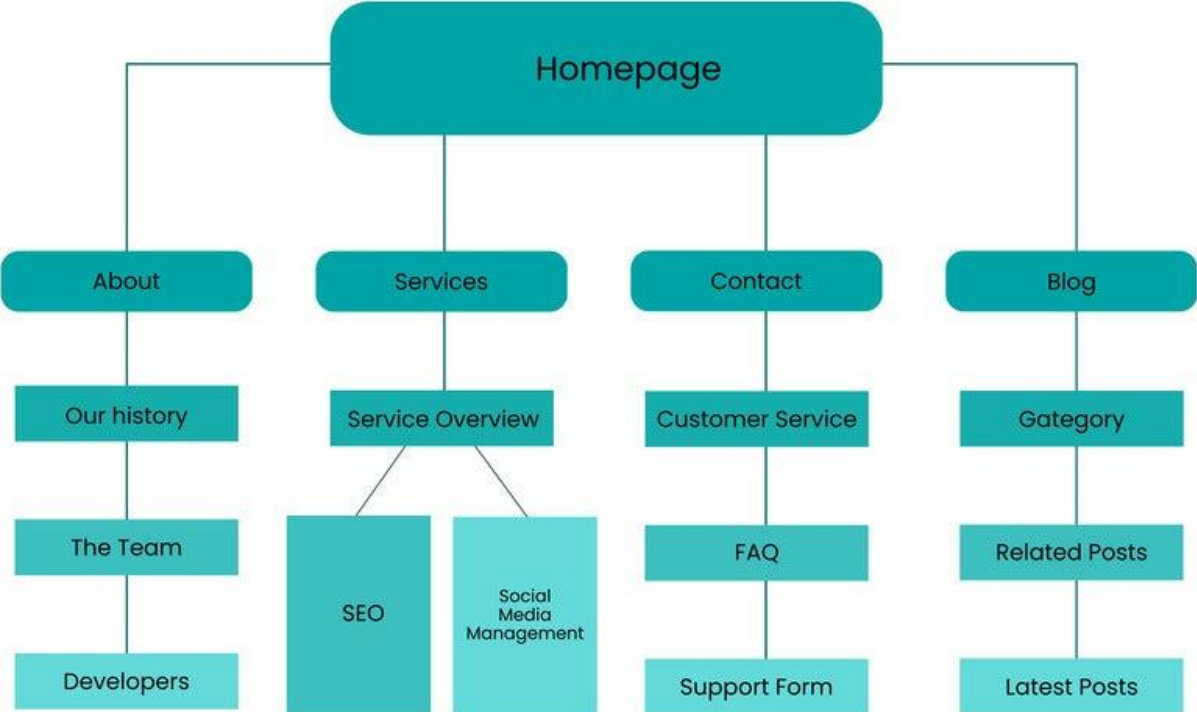 Homepage
About
Services
Contact
Blog
Our history
Service Overview
Customer Service
Gategory
The Team
FAQ
Related Posts
SEO
Social
Media
Management
Developers
Support Form
Latest Posts